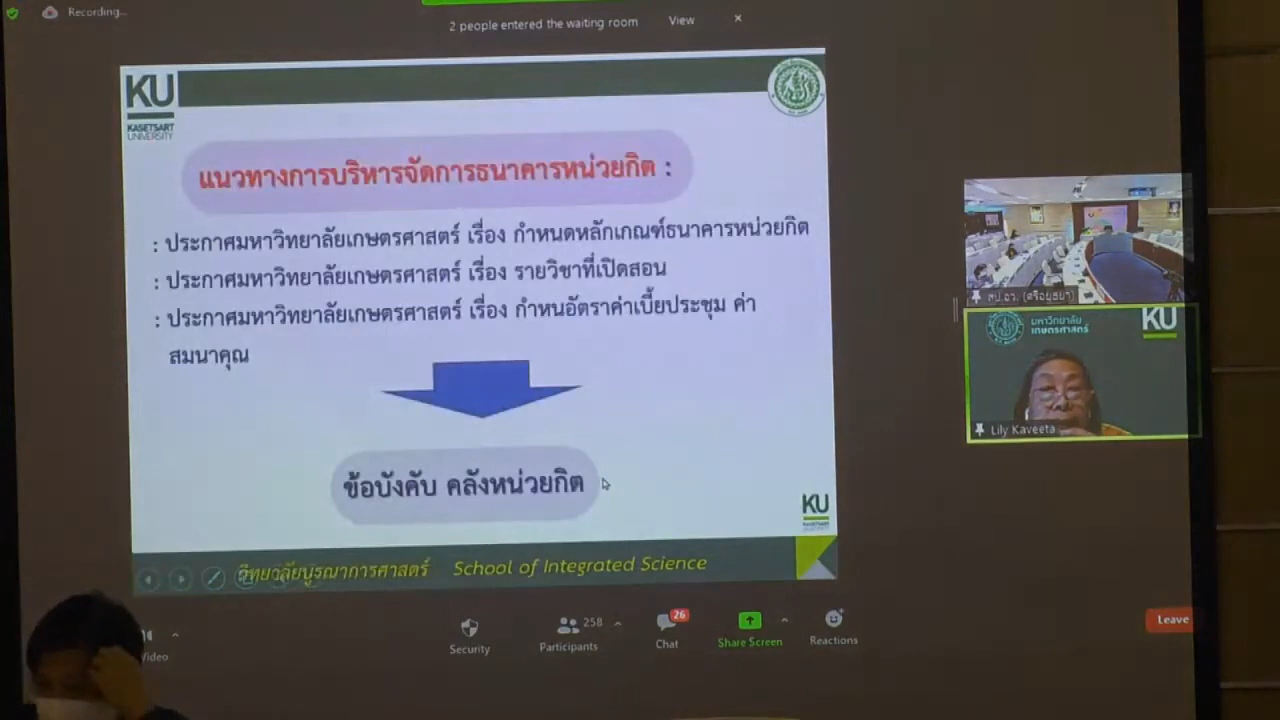 Recording...
2 people entered the waiting room View ×
KU
KASETSART
UNIVERSITY
แนวทางการบริหารจัดการธนาคารหน่วยกิต :
: ประกาศมหาวิทยาลัยเกษตรศาสตร์ เรื่อง กำหนดหลักเกณฑ์ธนาคารหน่วยกิต
: ประกาศมหาวิทยาลัยเกษตรศาสตร์ เรื่อง รายวิชาที่เปิดสอน
: ประกาศมหาวิทยาลัยเกษตรศาสตร์ เรื่อง กำหนอัตราค่าเบี้ยประชุม ค่า
สมนาคุณ
ข้อบังคับ คลังหน่วยกิต
KU
วิทยาลัยบูรณาการศาสตร์ School of Integrated Science
สป.อว. (ศรีอยุธยา)
มหาวิทยาลัย
เกษตรศาสตร์
KU
Lily Kaveeta
Video
Security
Participants 258
Chat 26
Share Screen
Reactions
Leave